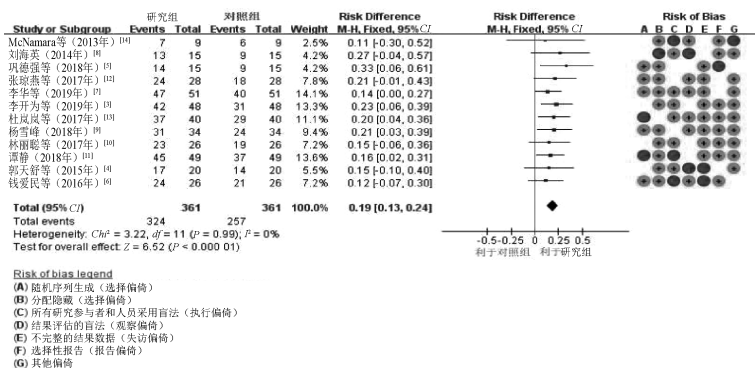 研究组 对照组 Risk Difference Risk Difference Risk of Bias
Study or Subgroup Events Total Events Total Weight M-H, Fixed, 95% CI M-H, Fixed, 95%CI A B C D E F G
McNamara等（2013年）[14] 7 9 6 9 2.5% 0.11 [-0.30, 0.52]
刘海英（2014年）[8] 13 15 9 15 4.2% 0.27 [-0.04, 0.57]
巩德强等（2018年）[5] 14 15 9 15 4.2% 0.33 [0.06, 0.61]
张琼燕等（2017年）[12] 24 28 18 28 7.8% 0.21 [-0.01, 0.43]
李华等（2019年）[7] 47 51 40 51 14.1% 0.14 [0.00, 0.27]
李开为等（2019年）[3] 42 48 31 48 13.3% 0.23 [0.06, 0.39]
杜岚岚等（2017年）[13] 37 40 29 40 11.1% 0.20 [0.04, 0.36]
杨雪峰（2018年）[9] 31 34 24 34 9.4% 0.21 [0.03, 0.39]
林丽聪等（2017年）[10] 23 26 19 26 7.2% 0.15 [-0.06, 0.36]
谭静（2018年）[11] 45 49 37 49 13.6% 0.16 [0.02, 0.31]
郭天舒等（2015年）[4] 17 20 14 20 5.5% 0.15 [-0.10, 0.40]
钱爱民等（2016年）[6] 24 26 21 26 7.2% 0.12 [-0.07, 0.30]
Total (95% CI) 361 361 100.0% 0.19 [0.13, 0.24]
Total events 324 257
Heterogeneity: Chi² = 3.22, df = 11 (P = 0.99); I² = 0%
Test for overall effect: Z = 6.52 (P < 0.000 01)
-0.5 -0.25 0 0.25 0.5
利于对照组 利于研究组
Risk of bias legend
(A) 随机序列生成（选择偏倚）
(B) 分配隐藏（选择偏倚）
(C) 所有研究参与者和人员采用盲法（执行偏倚）
(D) 结果评估的盲法（观察偏倚）
(E) 不完整的结果数据（失访偏倚）
(F) 选择性报告（报告偏倚）
(G) 其他偏倚